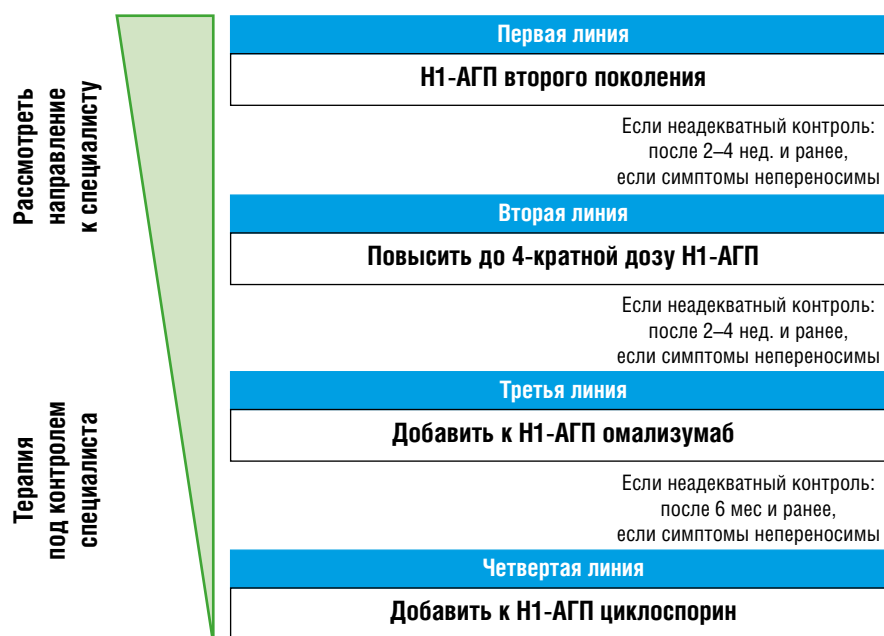 Рассмотреть
направление
к специалисту
Первая линия
Н1-АГП второго поколения
Если неадекватный контроль:
после 2–4 нед. и ранее,
если симптомы непереносимы
Вторая линия
Повысить до 4-кратной дозу Н1-АГП
Если неадекватный контроль:
после 2–4 нед. и ранее,
если симптомы непереносимы
Терапия
под контролем
специалиста
Третья линия
Добавить к Н1-АГП омализумаб
Если неадекватный контроль:
после 6 мес и ранее,
если симптомы непереносимы
Четвертая линия
Добавить к Н1-АГП циклоспорин